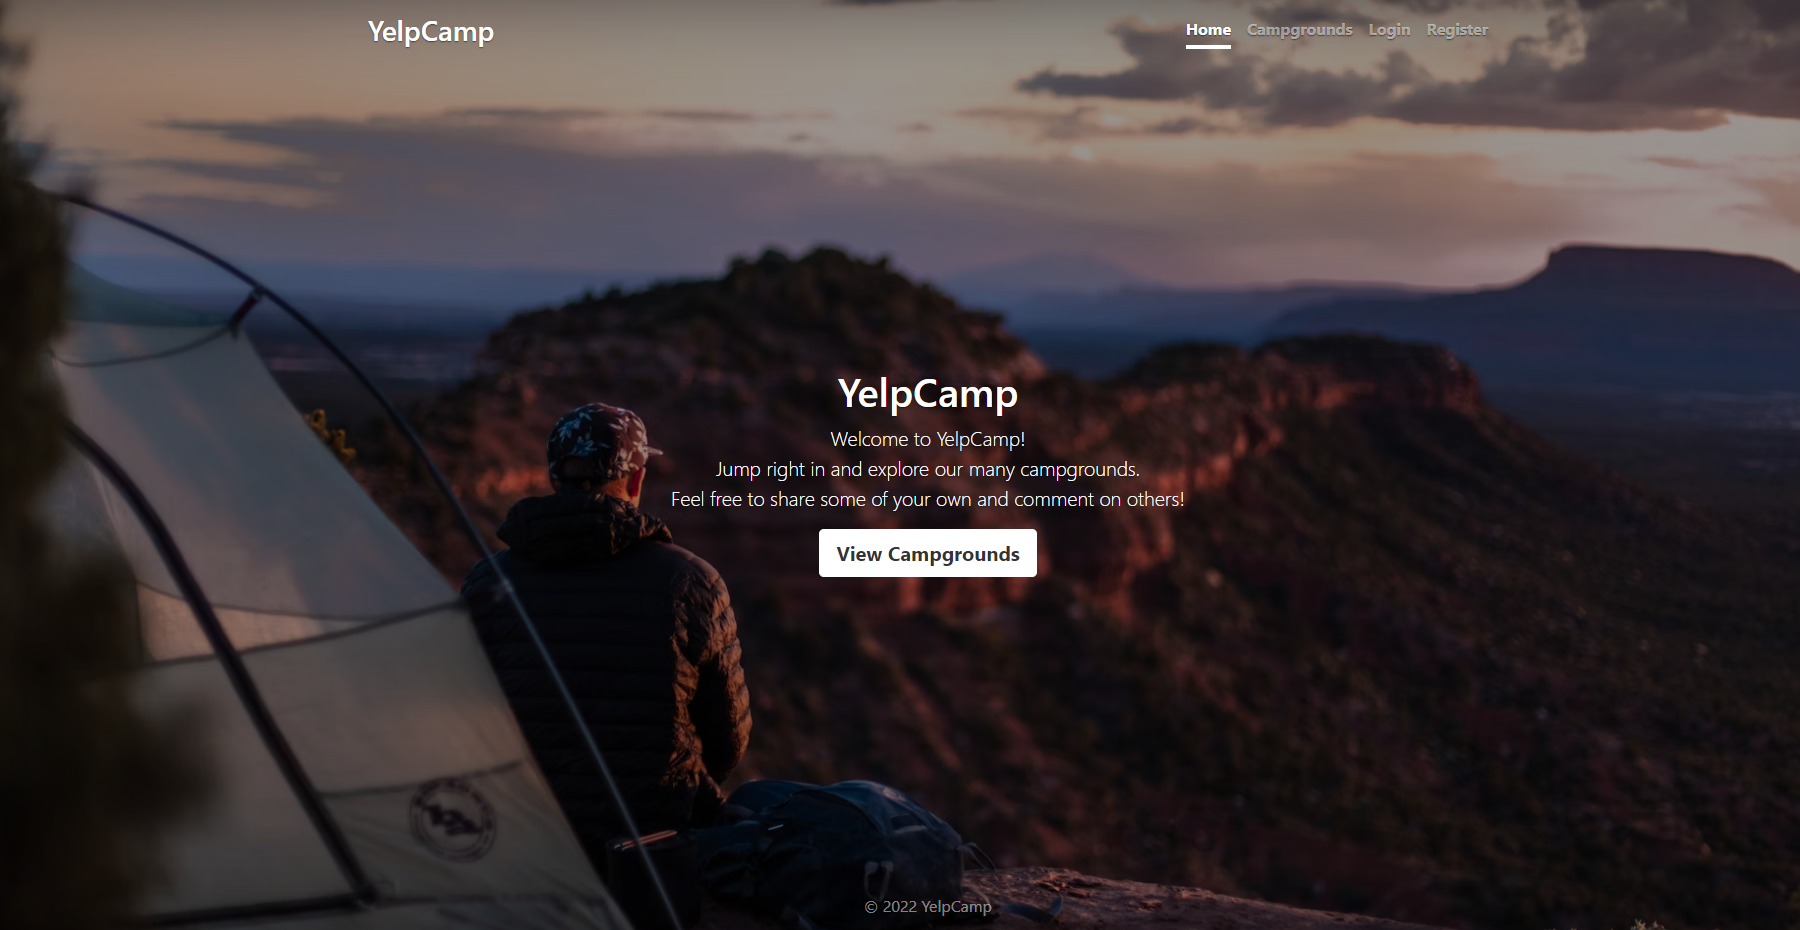 YelpCamp
Home Campgrounds Login Register
YelpCamp
Welcome to YelpCamp!
Jump right in and explore our many campgrounds.
Feel free to share some of your own and comment on others!
View Campgrounds
© 2022 YelpCamp